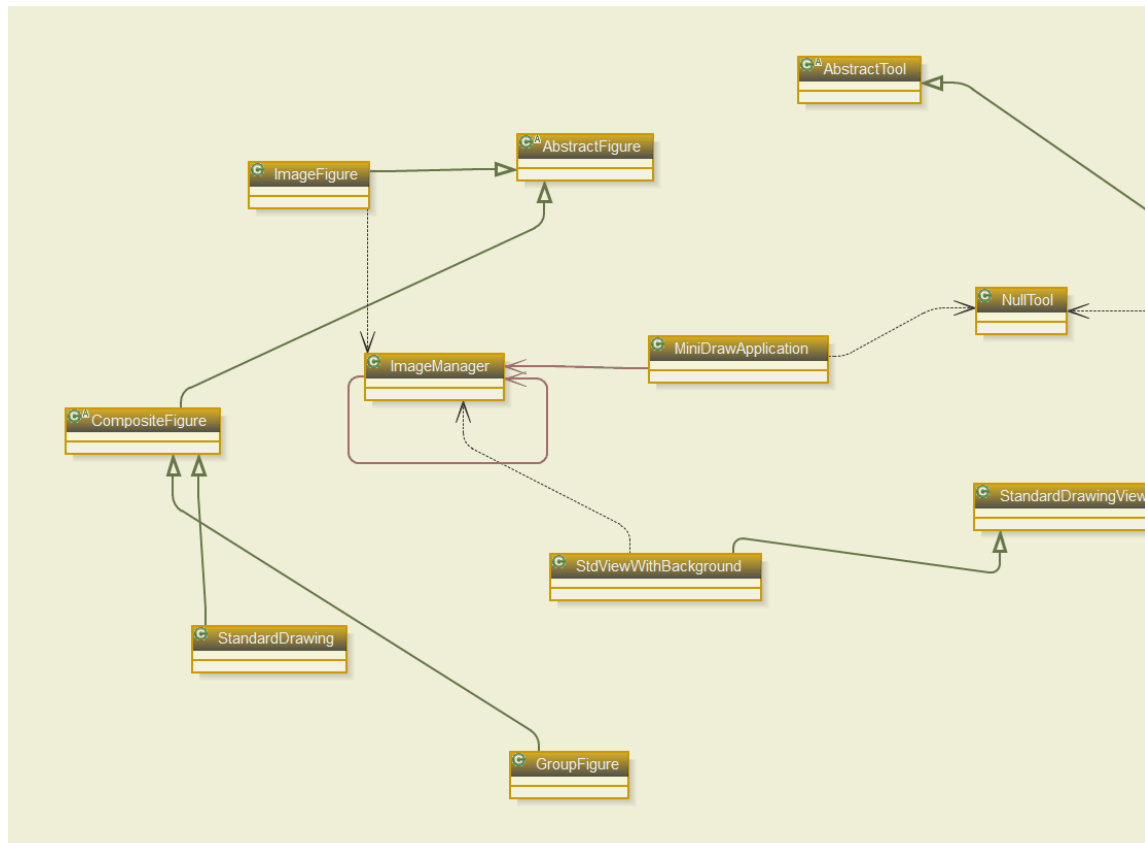 AbstractTool
AbstractFigure
ImageFigure
NullTool
MiniDrawApplication
ImageManager
CompositeFigure
StandardDrawingView
StdViewWithBackground
StandardDrawing
GroupFigure